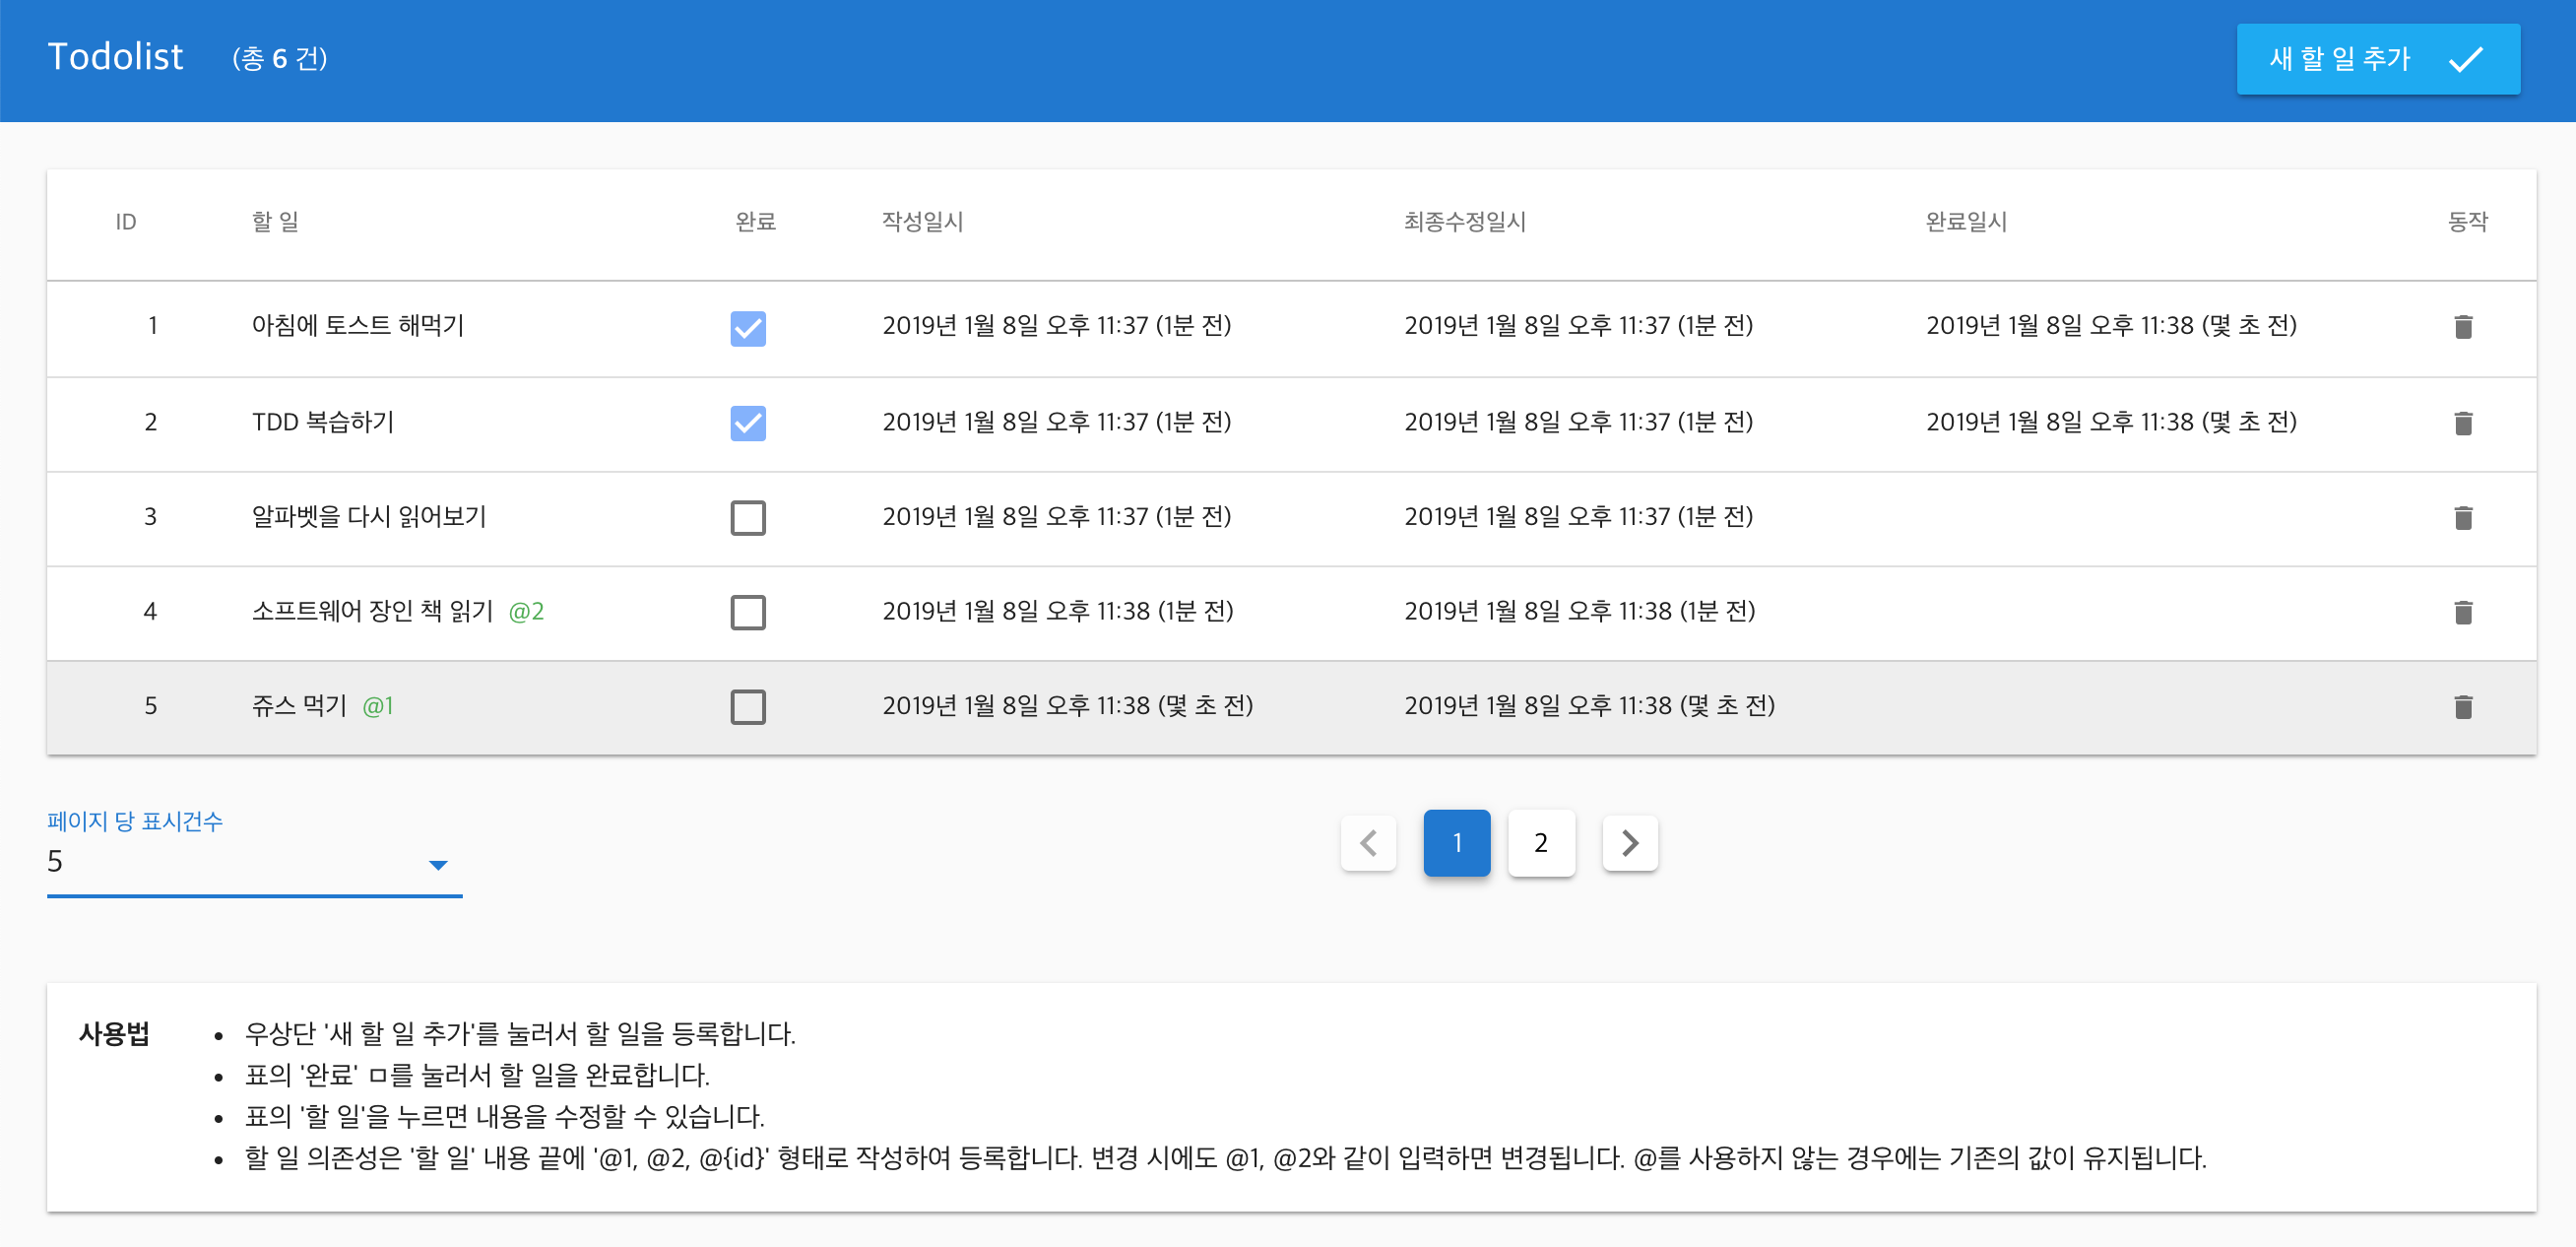 Todolist (총 6 건) 새 할 일 추가
ID 할 일 완료 작성일시 최종수정일시 완료일시 동작
1 아침에 토스트 해먹기 2019년 1월 8일 오후 11:37 (1분 전) 2019년 1월 8일 오후 11:37 (1분 전) 2019년 1월 8일 오후 11:38 (몇 초 전)
2 TDD 복습하기 2019년 1월 8일 오후 11:37 (1분 전) 2019년 1월 8일 오후 11:37 (1분 전) 2019년 1월 8일 오후 11:38 (몇 초 전)
3 알파벳을 다시 읽어보기 2019년 1월 8일 오후 11:37 (1분 전) 2019년 1월 8일 오후 11:37 (1분 전)
4 소프트웨어 장인 책 읽기 @2 2019년 1월 8일 오후 11:38 (1분 전) 2019년 1월 8일 오후 11:38 (1분 전)
5 쥬스 먹기 @1 2019년 1월 8일 오후 11:38 (몇 초 전) 2019년 1월 8일 오후 11:38 (몇 초 전)
페이지 당 표시건수
5
1 2
사용법
• 우상단 '새 할 일 추가'를 눌러서 할 일을 등록합니다.
• 표의 '완료' ㅁ를 눌러서 할 일을 완료합니다.
• 표의 '할 일'을 누르면 내용을 수정할 수 있습니다.
• 할 일 의존성은 '할 일' 내용 끝에 '@1, @2, @{id}' 형태로 작성하여 등록합니다. 변경 시에도 @1, @2와 같이 입력하면 변경됩니다. @를 사용하지 않는 경우에는 기존의 값이 유지됩니다.